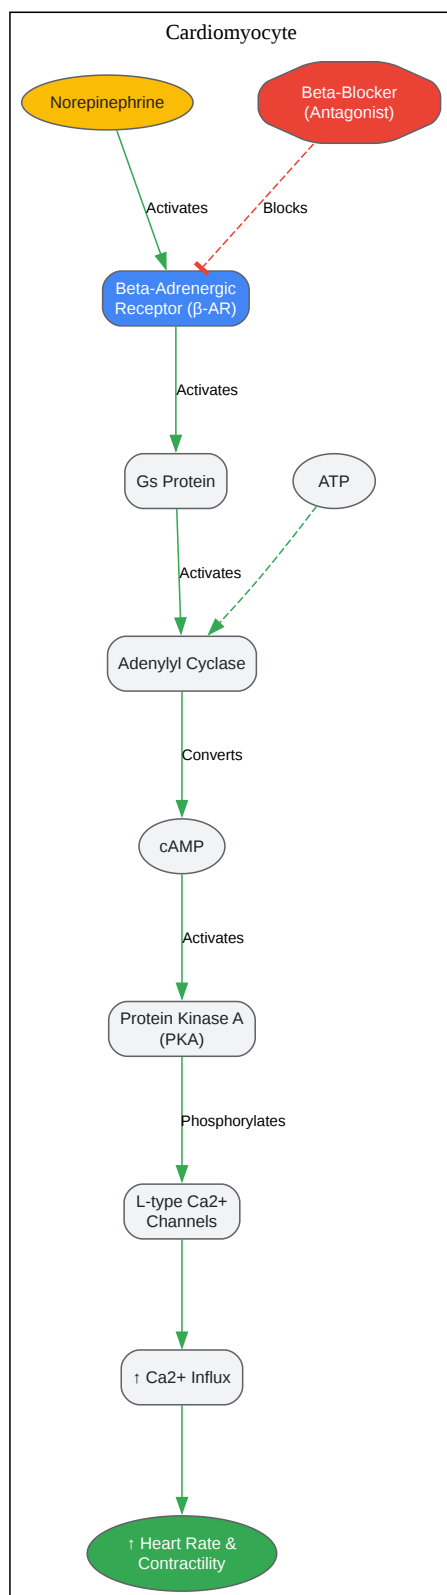 Cardiomyocyte
Norepinephrine
Beta-Blocker
(Antagonist)
Activates
Blocks
Beta-Adrenergic
Receptor (β-AR)
Activates
Gs Protein
ATP
Activates
Adenylyl Cyclase
Converts
cAMP
Activates
Protein Kinase A
(PKA)
Phosphorylates
L-type Ca2+
Channels
↑ Ca2+ Influx
↑ Heart Rate &
Contractility